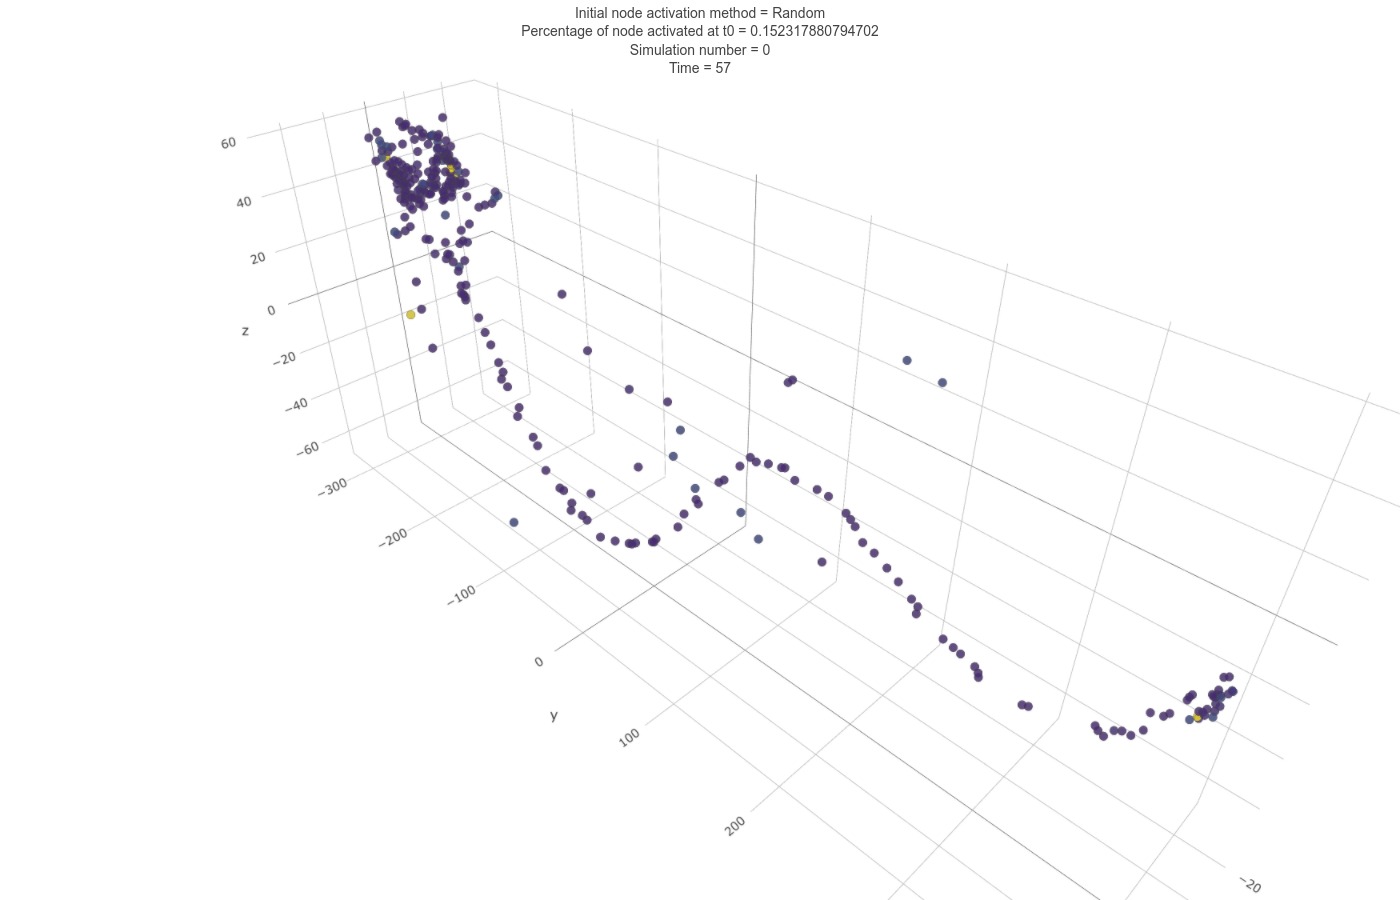 Initial node activation method = Random
Percentage of node activated at t0 = 0.152317880794702
Simulation number = 0
Time = 57
60
40
20
0
z
−20
−40
−60
−300
−200
−100
0
y
100
200
−20